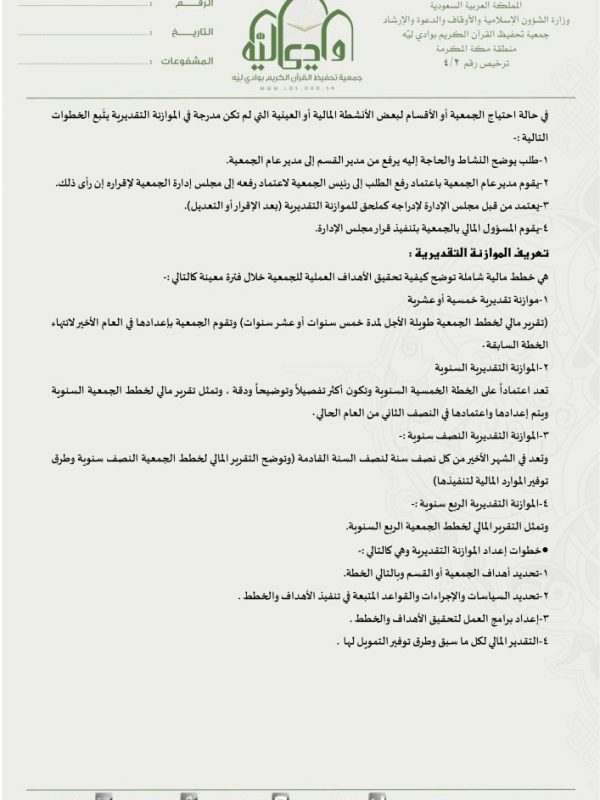 المملكة العربية السعودية
وزارة الشؤون الإسلامية والأوقاف والدعوة والإرشاد
جمعية تحفيظ القرآن الكريم بوادي ليّه
منطقة مكة المكرمة
ترخيص رقم ٤/٢
وادي ليّه
جمعية تحفيظ القرآن الكريم بوادي ليّه
WWW.LQS.ORG.SA
الرقـم :
التاريـخ :
المشفوعات :
في حالة احتياج الجمعية أو الأقسام لبعض الأنشطة المالية أو العينية التي لم تكن مدرجة في الموازنة التقديرية يتّبع الخطوات
التالية :-
١-طلب يوضح النشاط والحاجة إليه يرفع من مدير القسم إلى مدير عام الجمعية.
٢-يقوم مدير عام الجمعية باعتماد رفع الطلب إلى رئيس الجمعية لاعتماد رفعه إلى مجلس إدارة الجمعية لإقراره إن رأى ذلك.
٣-يعتمد من قبل مجلس الإدارة لإدراجه كملحق للموازنة التقديرية (بعد الإقرار أو التعديل).
٤-يقوم المسؤول المالي بالجمعية بتنفيذ قرار مجلس الإدارة.
تعريف الموازنة التقديرية :
هي خطط مالية شاملة توضح كيفية تحقيق الأهداف العملية للجمعية خلال فترة معينة كالتالي :-
١-موازنة تقديرية خمسية أو عشرية
(تقرير مالي لخطط الجمعية طويلة الأجل لمدة خمس سنوات أو عشر سنوات) وتقوم الجمعية بإعدادها في العام الأخير لانتهاء
الخطة السابقة.
٢-الموازنة التقديرية السنوية
تعد اعتماداً على الخطة الخمسية السنوية وتكون أكثر تفصيلاً وتوضيحاً ودقة ، وتمثل تقرير مالي لخطط الجمعية السنوية
ويتم إعدادها واعتمادها في النصف الثاني من العام الحالي.
٣-الموازنة التقديرية النصف سنوية :-
وتعد في الشهر الأخير من كل نصف سنة لنصف السنة القادمة (وتوضح التقرير المالي لخطط الجمعية النصف سنوية وطرق
توفير الموارد المالية لتنفيذها)
٤-الموازنة التقديرية الربع سنوية :-
وتمثل التقرير المالي لخطط الجمعية الربع السنوية.
● خطوات إعداد الموازنة التقديرية وهي كالتالي :-
١-تحديد أهداف الجمعية أو القسم وبالتالي الخطة.
٢-تحديد السياسات والإجراءات والقواعد المتبعة في تنفيذ الأهداف والخطط .
٣-إعداد برامج العمل لتحقيق الأهداف والخطط .
٤-التقدير المالي لكل ما سبق وطرق توفير التمويل لها .